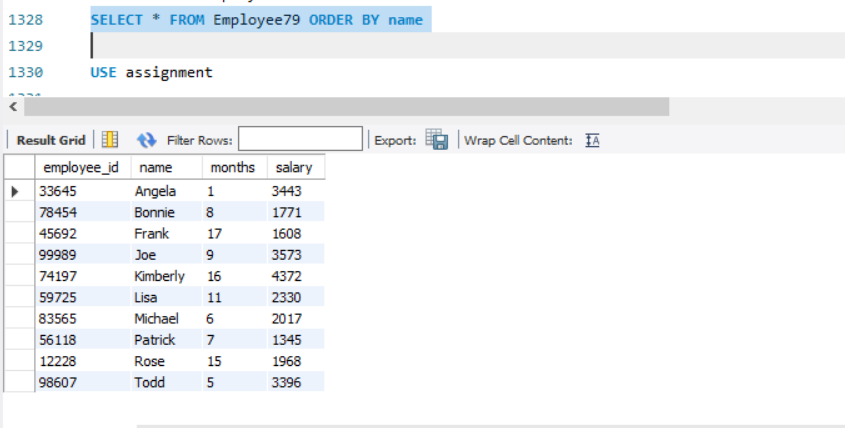 1328 SELECT * FROM Employee79 ORDER BY name
1329
1330 USE assignment
Result Grid Filter Rows: Export: Wrap Cell Content:
employee_id name months salary
33645 Angela 1 3443
78454 Bonnie 8 1771
45692 Frank 17 1608
99989 Joe 9 3573
74197 Kimberly 16 4372
59725 Lisa 11 2330
83565 Michael 6 2017
56118 Patrick 7 1345
12228 Rose 15 1968
98607 Todd 5 3396